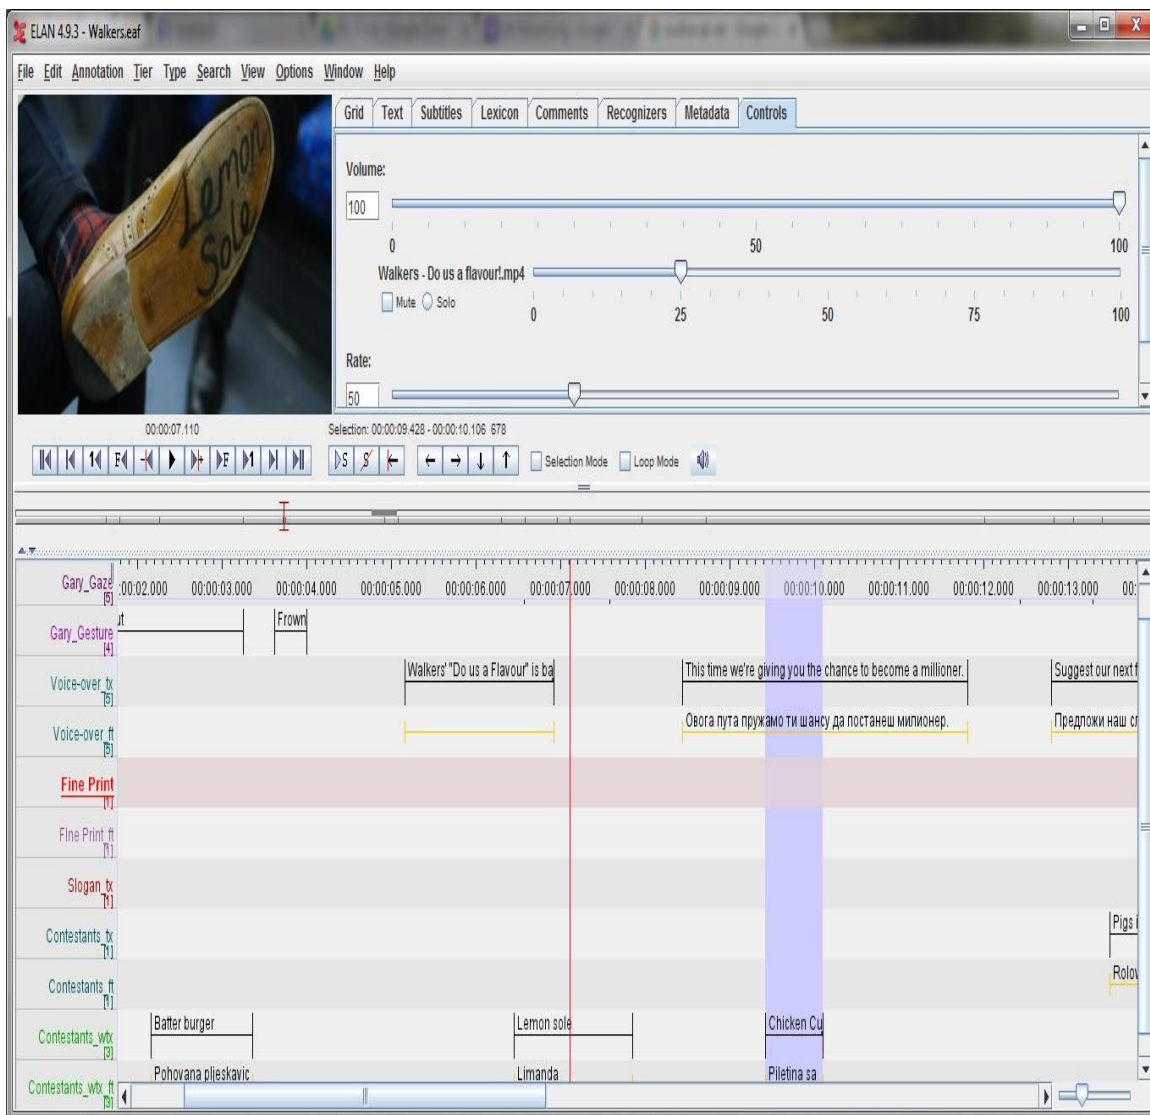 ELAN 4.9.3 - Walkers.eaf
File Edit Annotation Tier Type Search View Options Window Help
Lemon
Sole
Grid Text Subtitles Lexicon Comments Recognizers Metadata Controls
Volume:
100
0 50 100
Walkers - Do us a flavour!.mp4
Mute Solo
0 25 50 75 100
Rate:
50
00:00:07.110 Selection: 00:00:09.428 - 00:00:10.106 678
1 F F 1 S S Selection Mode Loop Mode
Gary_Gaze [5] :00:02.000 00:00:03.000 00:00:04.000 00:00:05.000 00:00:06.000 00:00:07.000 00:00:08.000 00:00:09.000 00:00:10.000 00:00:11.000 00:00:12.000 00:00:13.000 00:
Gary_Gesture [4] ut Frown
Voice-over_tx [5] Walkers' "Do us a Flavour" is ba This time we're giving you the chance to become a millioner. Suggest our next f
Voice-over_ft [5] Овога пута пружамо ти шансу да постанеш милионер. Предложи наш сл
Fine Print [1]
FIne Print_ft [1]
Slogan_tx [1]
Contestants_tx [1] Pigs i
Contestants_ft [1] Rolov
Contestants_wtx [3] Batter burger Lemon sole Chicken Cu
Contestants_wtx_ft [3] Pohovana pljeskavic Limanda Piletina sa